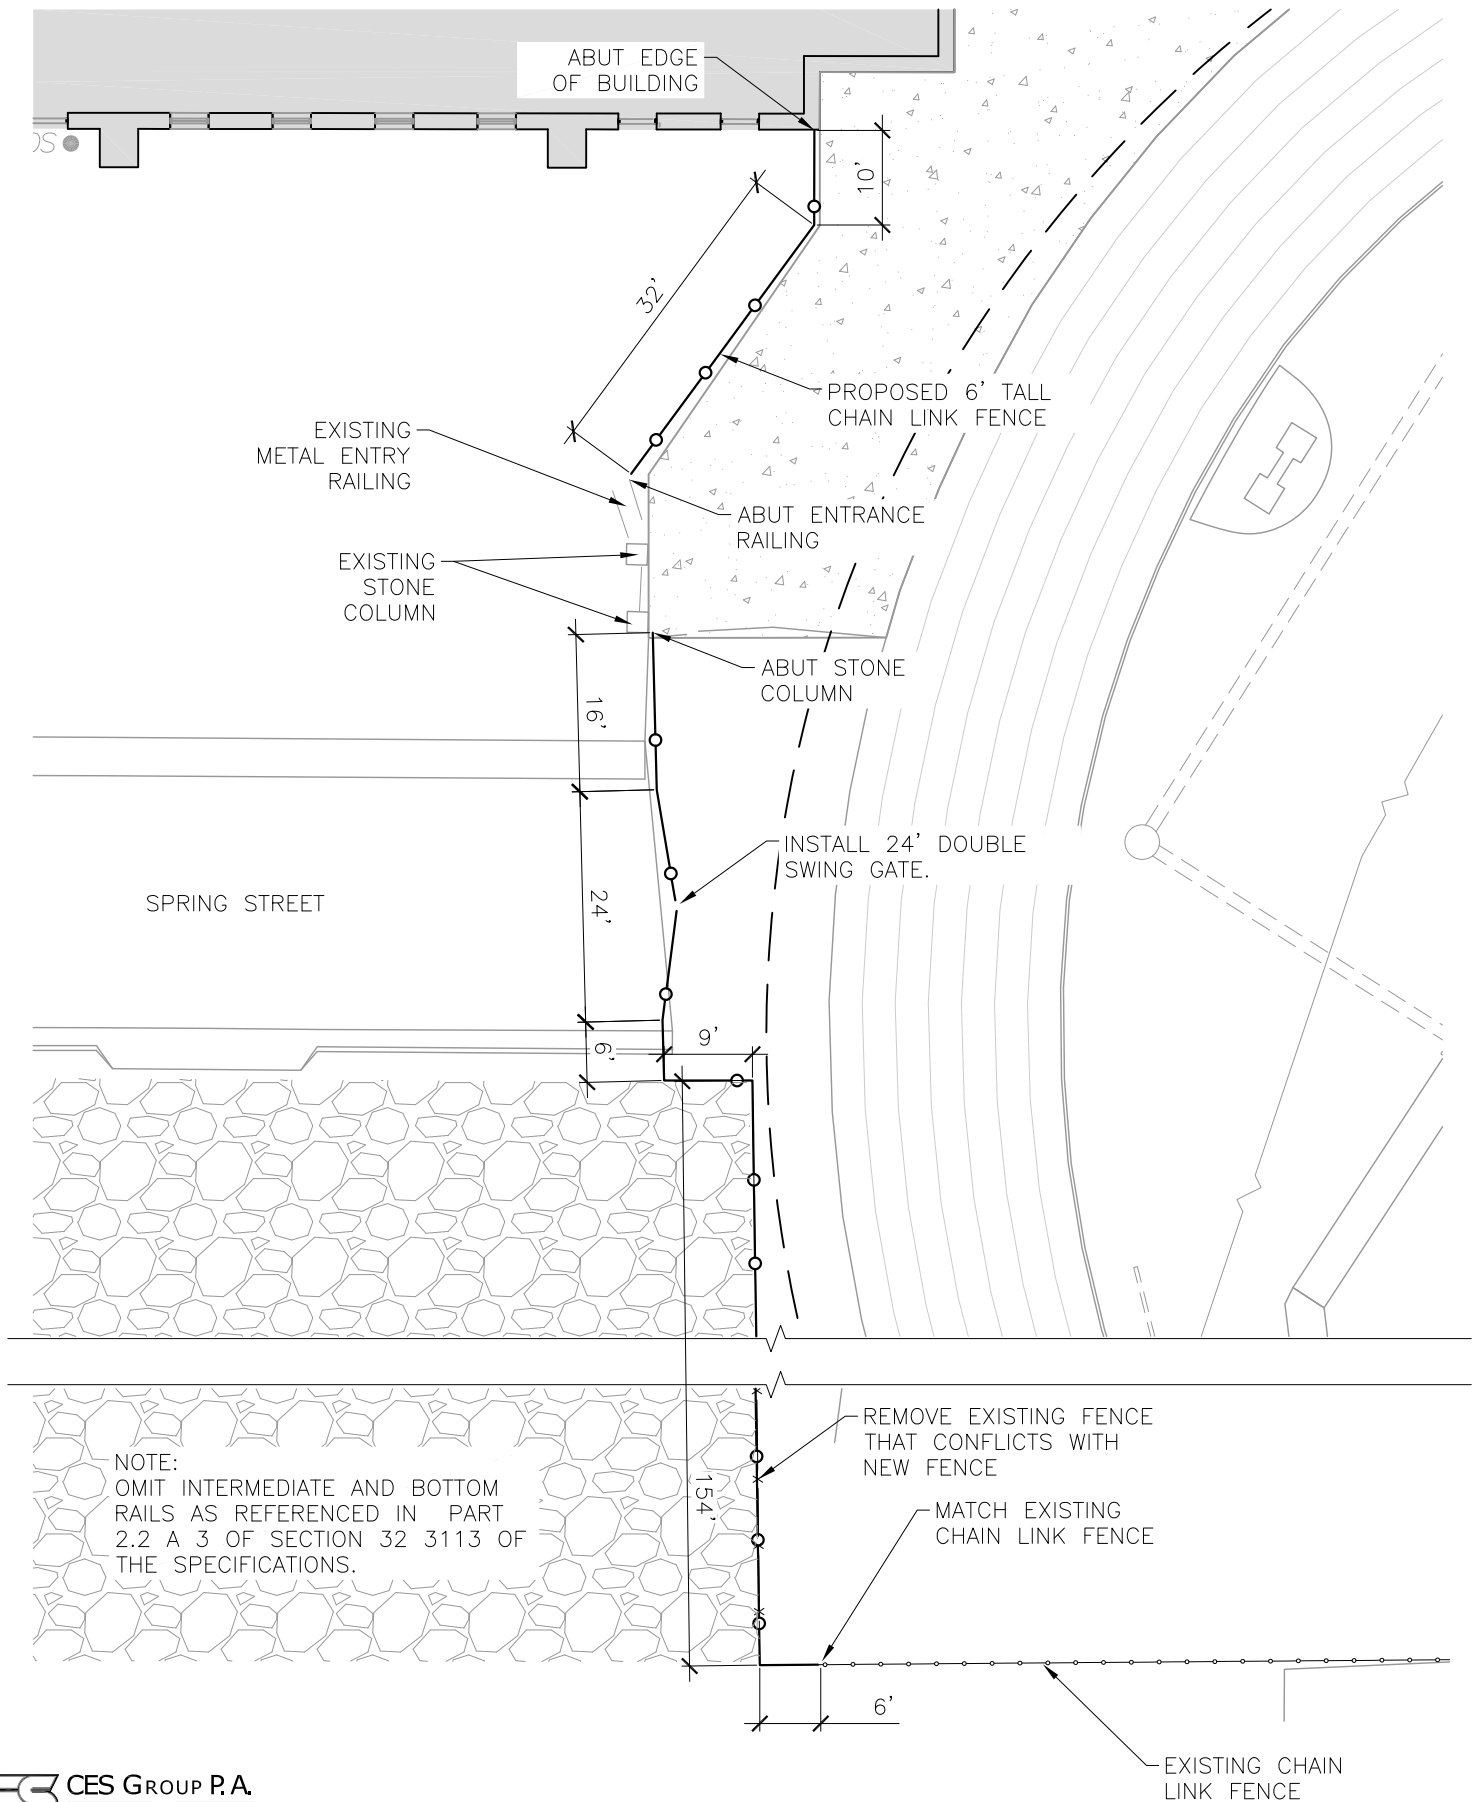 ABUT EDGE
OF BUILDING
10'
32'
PROPOSED 6' TALL
CHAIN LINK FENCE
EXISTING
METAL ENTRY
RAILING
ABUT ENTRANCE
RAILING
EXISTING
STONE
COLUMN
ABUT STONE
COLUMN
16'
INSTALL 24' DOUBLE
SWING GATE.
SPRING STREET
24'
9'
6'
REMOVE EXISTING FENCE
THAT CONFLICTS WITH
NEW FENCE
NOTE:
OMIT INTERMEDIATE AND BOTTOM
RAILS AS REFERENCED IN PART
2.2 A 3 OF SECTION 32 3113 OF
THE SPECIFICATIONS.
154'
MATCH EXISTING
CHAIN LINK FENCE
6'
EXISTING CHAIN
LINK FENCE
CES GROUP P.A.